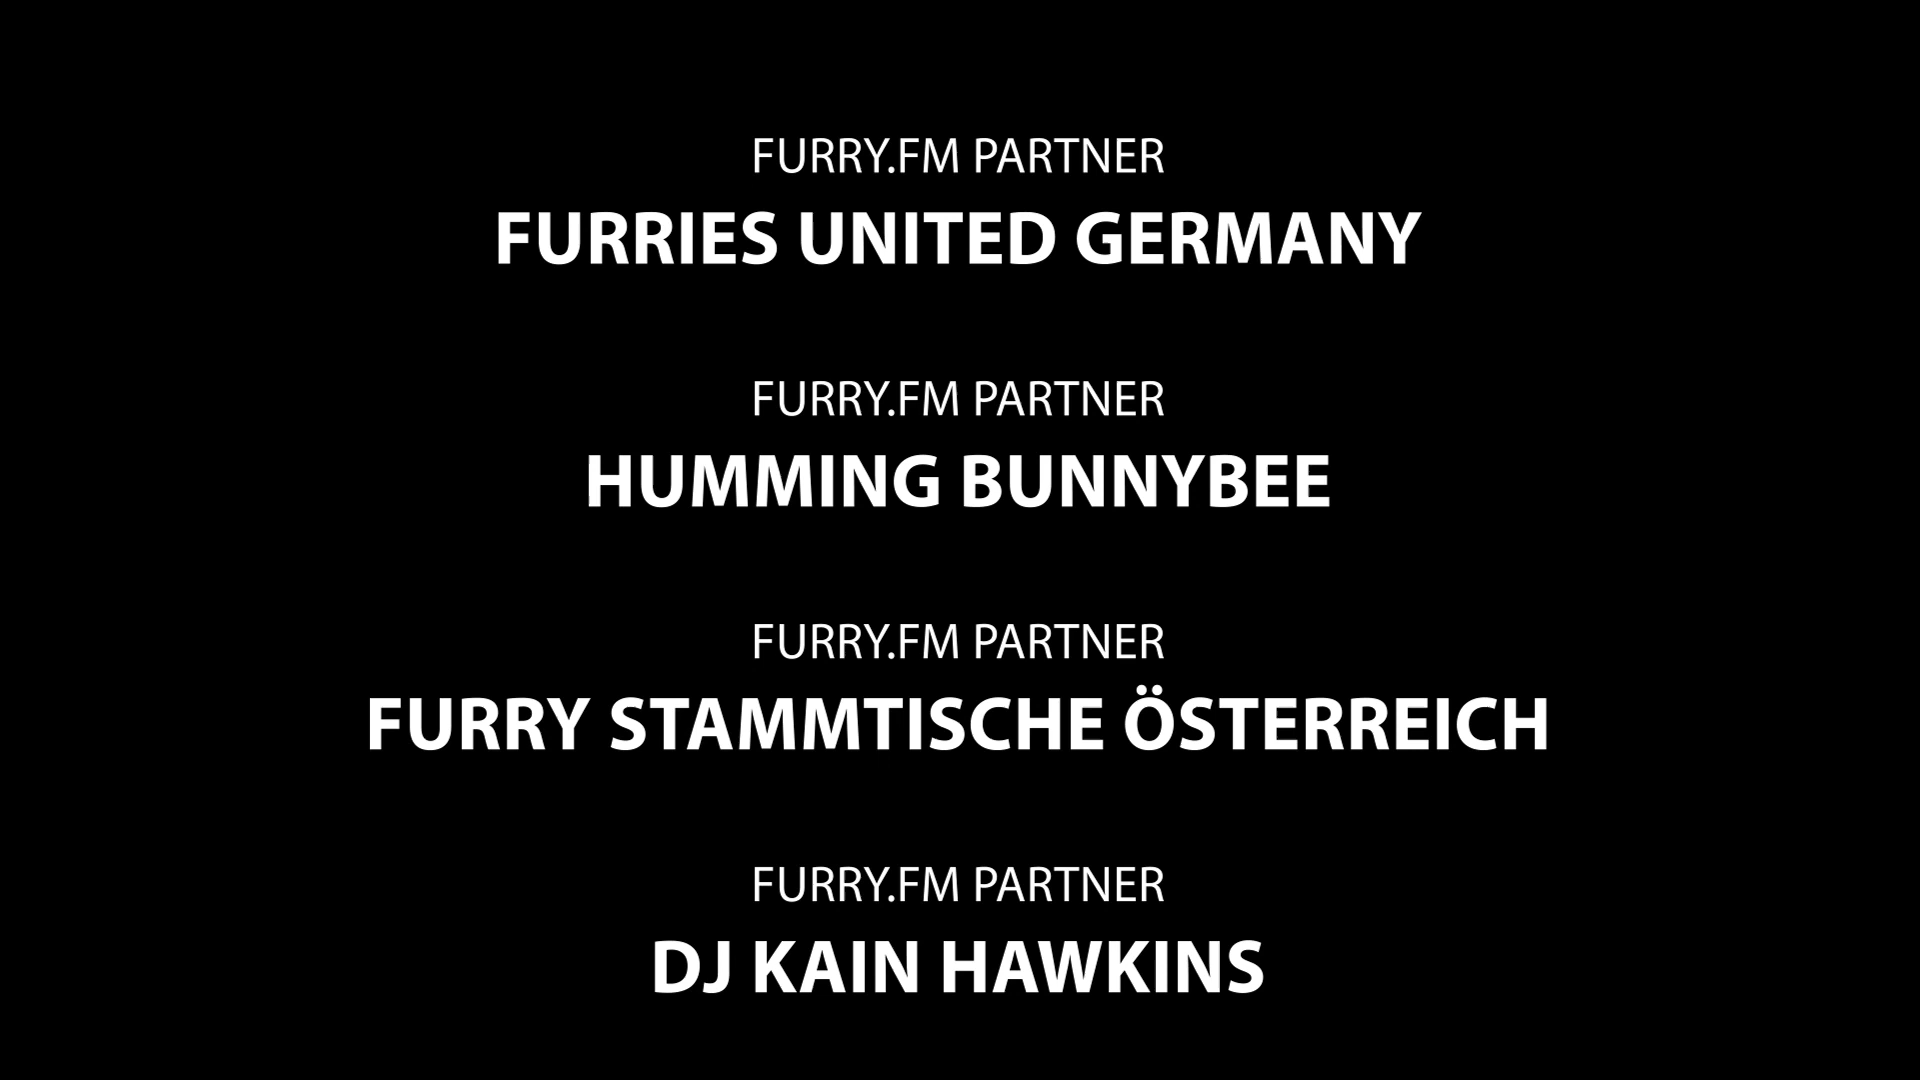 FURRY.FM PARTNER
FURRIES UNITED GERMANY
FURRY.FM PARTNER
HUMMING BUNNYBEE
FURRY.FM PARTNER
FURRY STAMMTISCHE ÖSTERREICH
FURRY.FM PARTNER
DJ KAIN HAWKINS